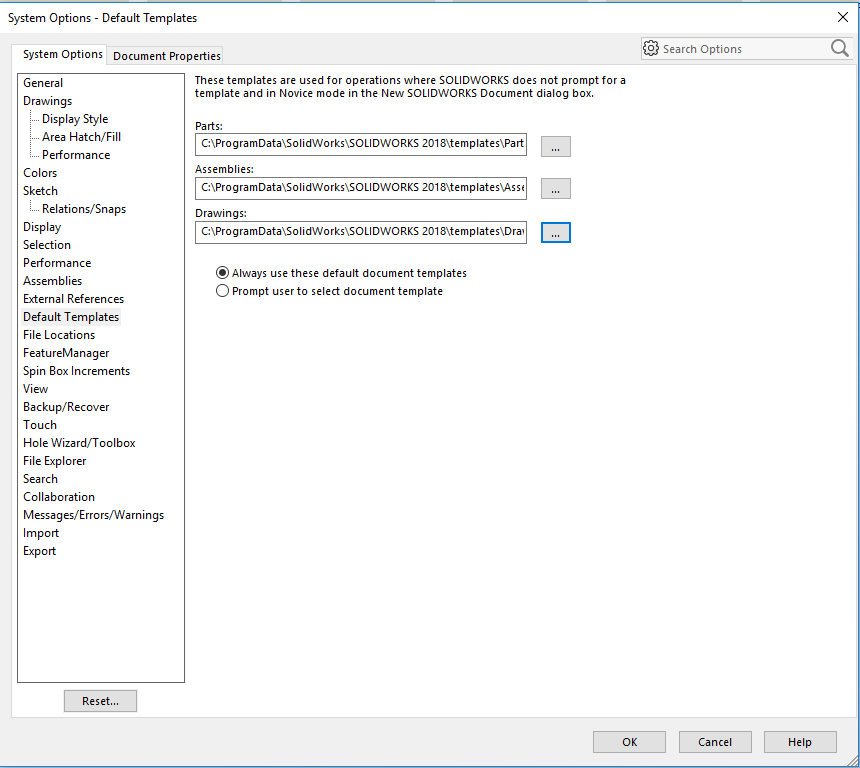 System Options - Default Templates
System Options
Document Properties
Search Options
General
Drawings
Display Style
Area Hatch/Fill
Performance
Colors
Sketch
Relations/Snaps
Display
Selection
Performance
Assemblies
External References
Default Templates
File Locations
FeatureManager
Spin Box Increments
View
Backup/Recover
Touch
Hole Wizard/Toolbox
File Explorer
Search
Collaboration
Messages/Errors/Warnings
Import
Export
Reset...
These templates are used for operations where SOLIDWORKS does not prompt for a
template and in Novice mode in the New SOLIDWORKS Document dialog box.
Parts:
C:\ProgramData\SolidWorks\SOLIDWORKS 2018\templates\Part
...
Assemblies:
C:\ProgramData\SolidWorks\SOLIDWORKS 2018\templates\Asse
...
Drawings:
C:\ProgramData\SolidWorks\SOLIDWORKS 2018\templates\Drav
...
Always use these default document templates
Prompt user to select document template
OK
Cancel
Help